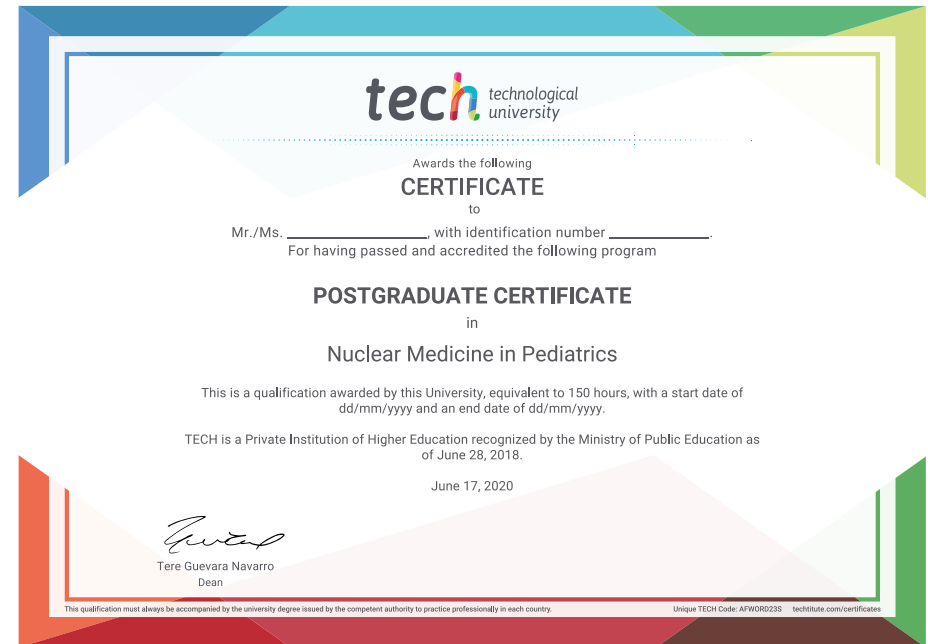 tech technological
university
Awards the following
CERTIFICATE
to
Mr./Ms. ____________, with identification number ____________.
For having passed and accredited the following program
POSTGRADUATE CERTIFICATE
in
Nuclear Medicine in Pediatrics
This is a qualification awarded by this University, equivalent to 150 hours, with a start date of
dd/mm/yyyy and an end date of dd/mm/yyyy.
TECH is a Private Institution of Higher Education recognized by the Ministry of Public Education as
of June 28, 2018.
June 17, 2020
Tere Guevara Navarro
Dean
This qualification must always be accompanied by the university degree issued by the competent authority to practice professionally in each country.
Unique TECH Code: AFWORD23S techtitute.com/certificates